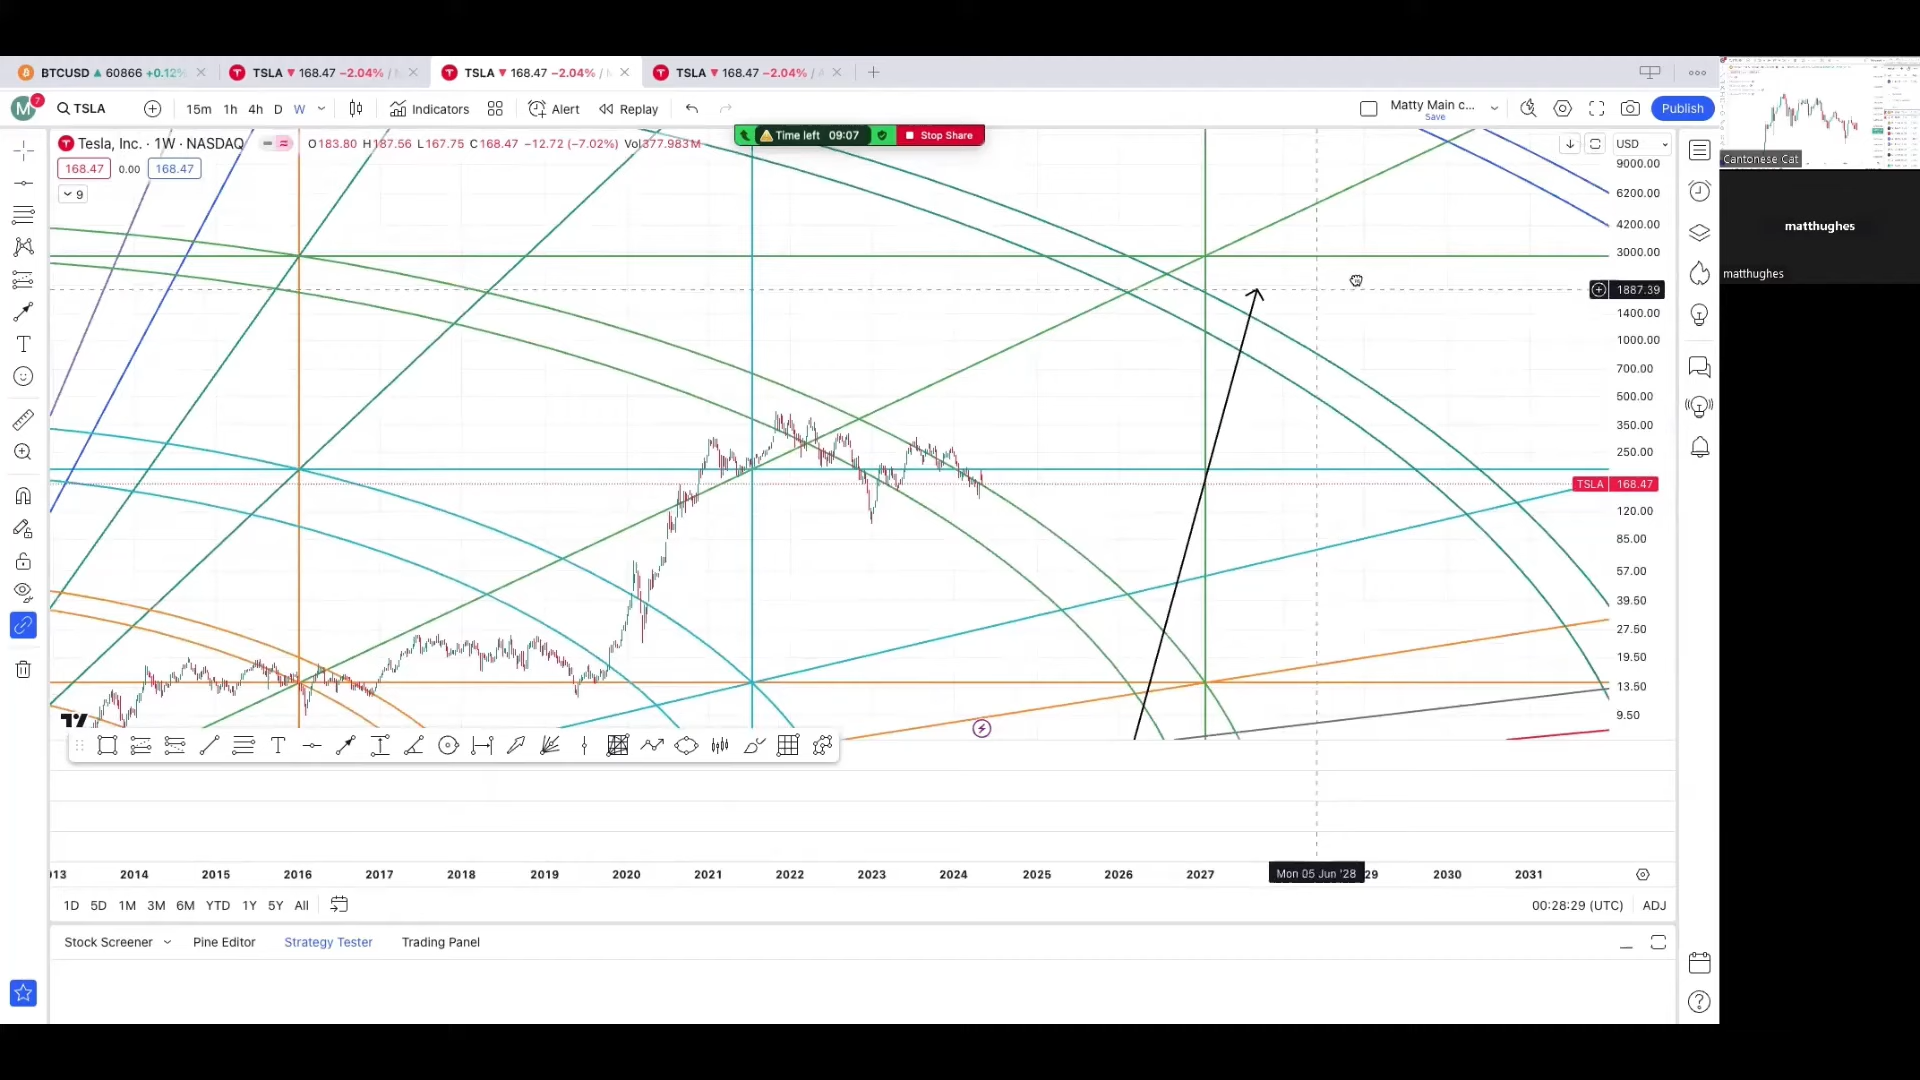 BTCUSD ▲ 60866 +0.12%
TSLA ▼ 168.47 −2.04% /
TSLA ▼ 168.47 −2.04% /
TSLA ▼ 168.47 −2.04% /
M 7 TSLA 15m 1h 4h D W Indicators Alert Replay Matty Main c... Save Publish
Time left 09:07 Stop Share
Tesla, Inc. · 1W · NASDAQ O183.80 H187.56 L167.75 C168.47 −12.72 (−7.02%) Vol377.983M
168.47 0.00 168.47
9
USD
9000.00
6200.00
4200.00
3000.00
1887.39
1400.00
1000.00
700.00
500.00
350.00
250.00
TSLA 168.47
120.00
85.00
57.00
39.50
27.50
19.50
13.50
9.50
013 2014 2015 2016 2017 2018 2019 2020 2021 2022 2023 2024 2025 2026 2027 Mon 05 Jun '28 29 2030 2031
1D 5D 1M 3M 6M YTD 1Y 5Y All 00:28:29 (UTC) ADJ
Stock Screener Pine Editor Strategy Tester Trading Panel
Cantonese Cat
matthughes
matthughes